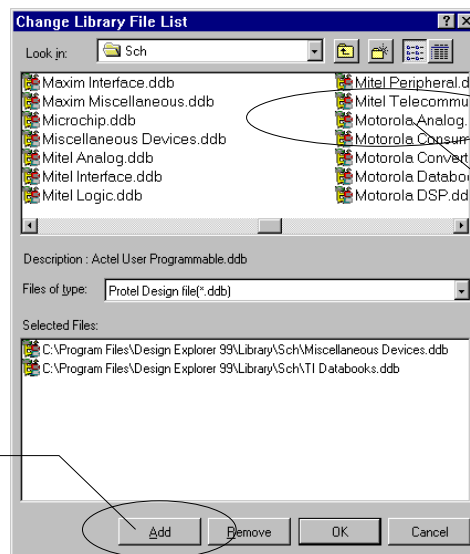 Change Library File List
Look in: Sch
Maxim Interface.ddb
Maxim Miscellaneous.ddb
Microchip.ddb
Miscellaneous Devices.ddb
Mitel Analog.ddb
Mitel Interface.ddb
Mitel Logic.ddb
Mitel Peripheral.d
Mitel Telecommu
Motorola Analog.
Motorola Consum
Motorola Convert
Motorola Databoo
Motorola DSP.dd
Description : Actel User Programmable.ddb
Files of type: Protel Design file(*.ddb)
Selected Files:
C:\Program Files\Design Explorer 99\Library\Sch\Miscellaneous Devices.ddb
C:\Program Files\Design Explorer 99\Library\Sch\TI Databooks.ddb
Add Remove OK Cancel